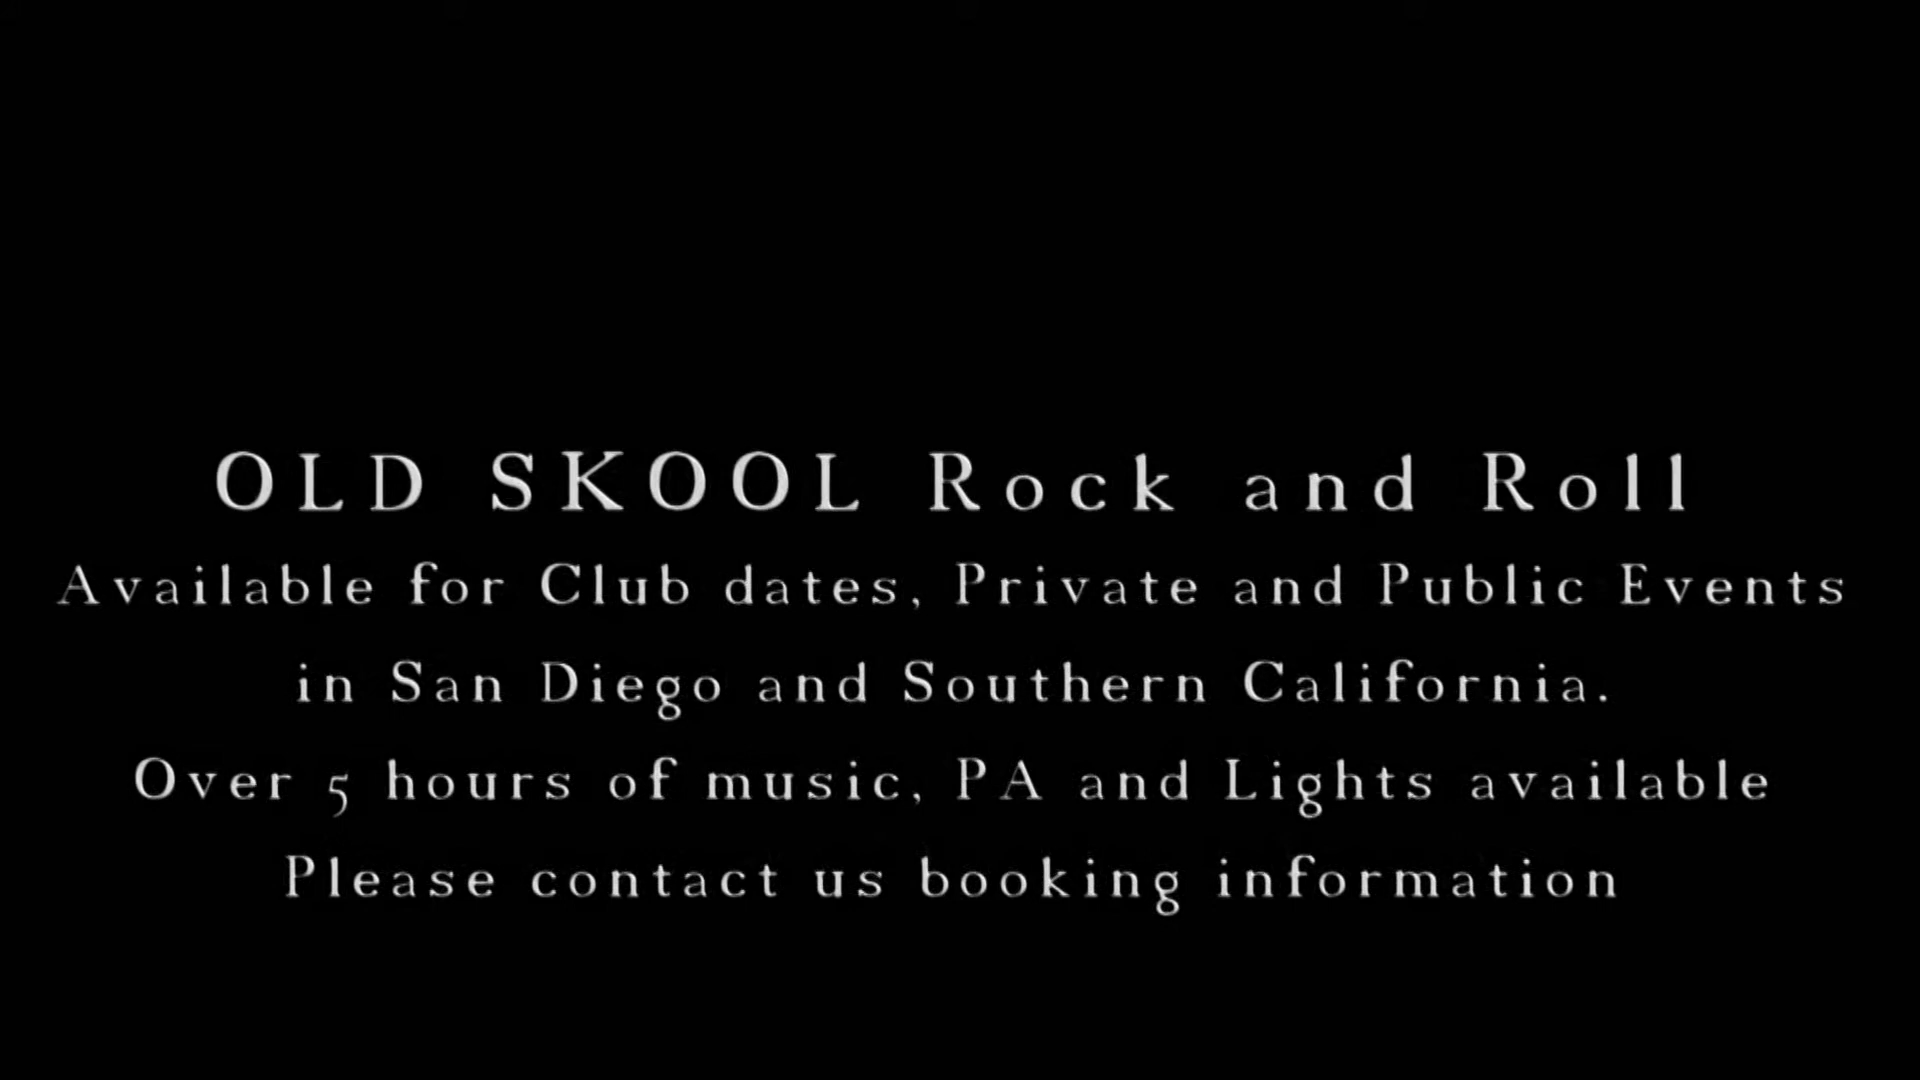 OLD SKOOL Rock and Roll
Available for Club dates, Private and Public Events
in San Diego and Southern California.
Over 5 hours of music, PA and Lights available
Please contact us booking information